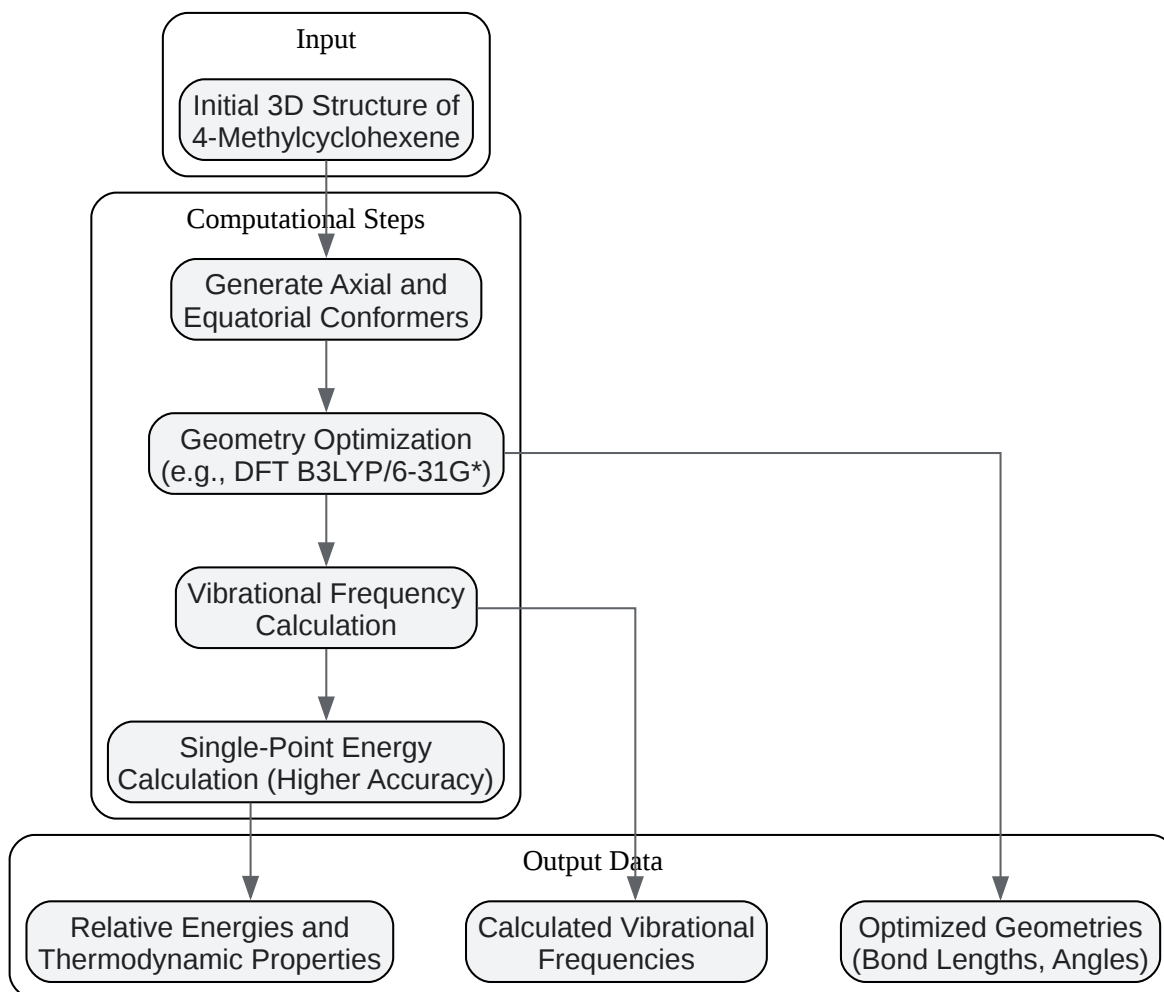 Input
Initial 3D Structure of
4-Methylcyclohexene
Computational Steps
Generate Axial and
Equatorial Conformers
Geometry Optimization
(e.g., DFT B3LYP/6-31G*)
Vibrational Frequency
Calculation
Single-Point Energy
Calculation (Higher Accuracy)
Output Data
Relative Energies and
Thermodynamic Properties
Calculated Vibrational
Frequencies
Optimized Geometries
(Bond Lengths, Angles)